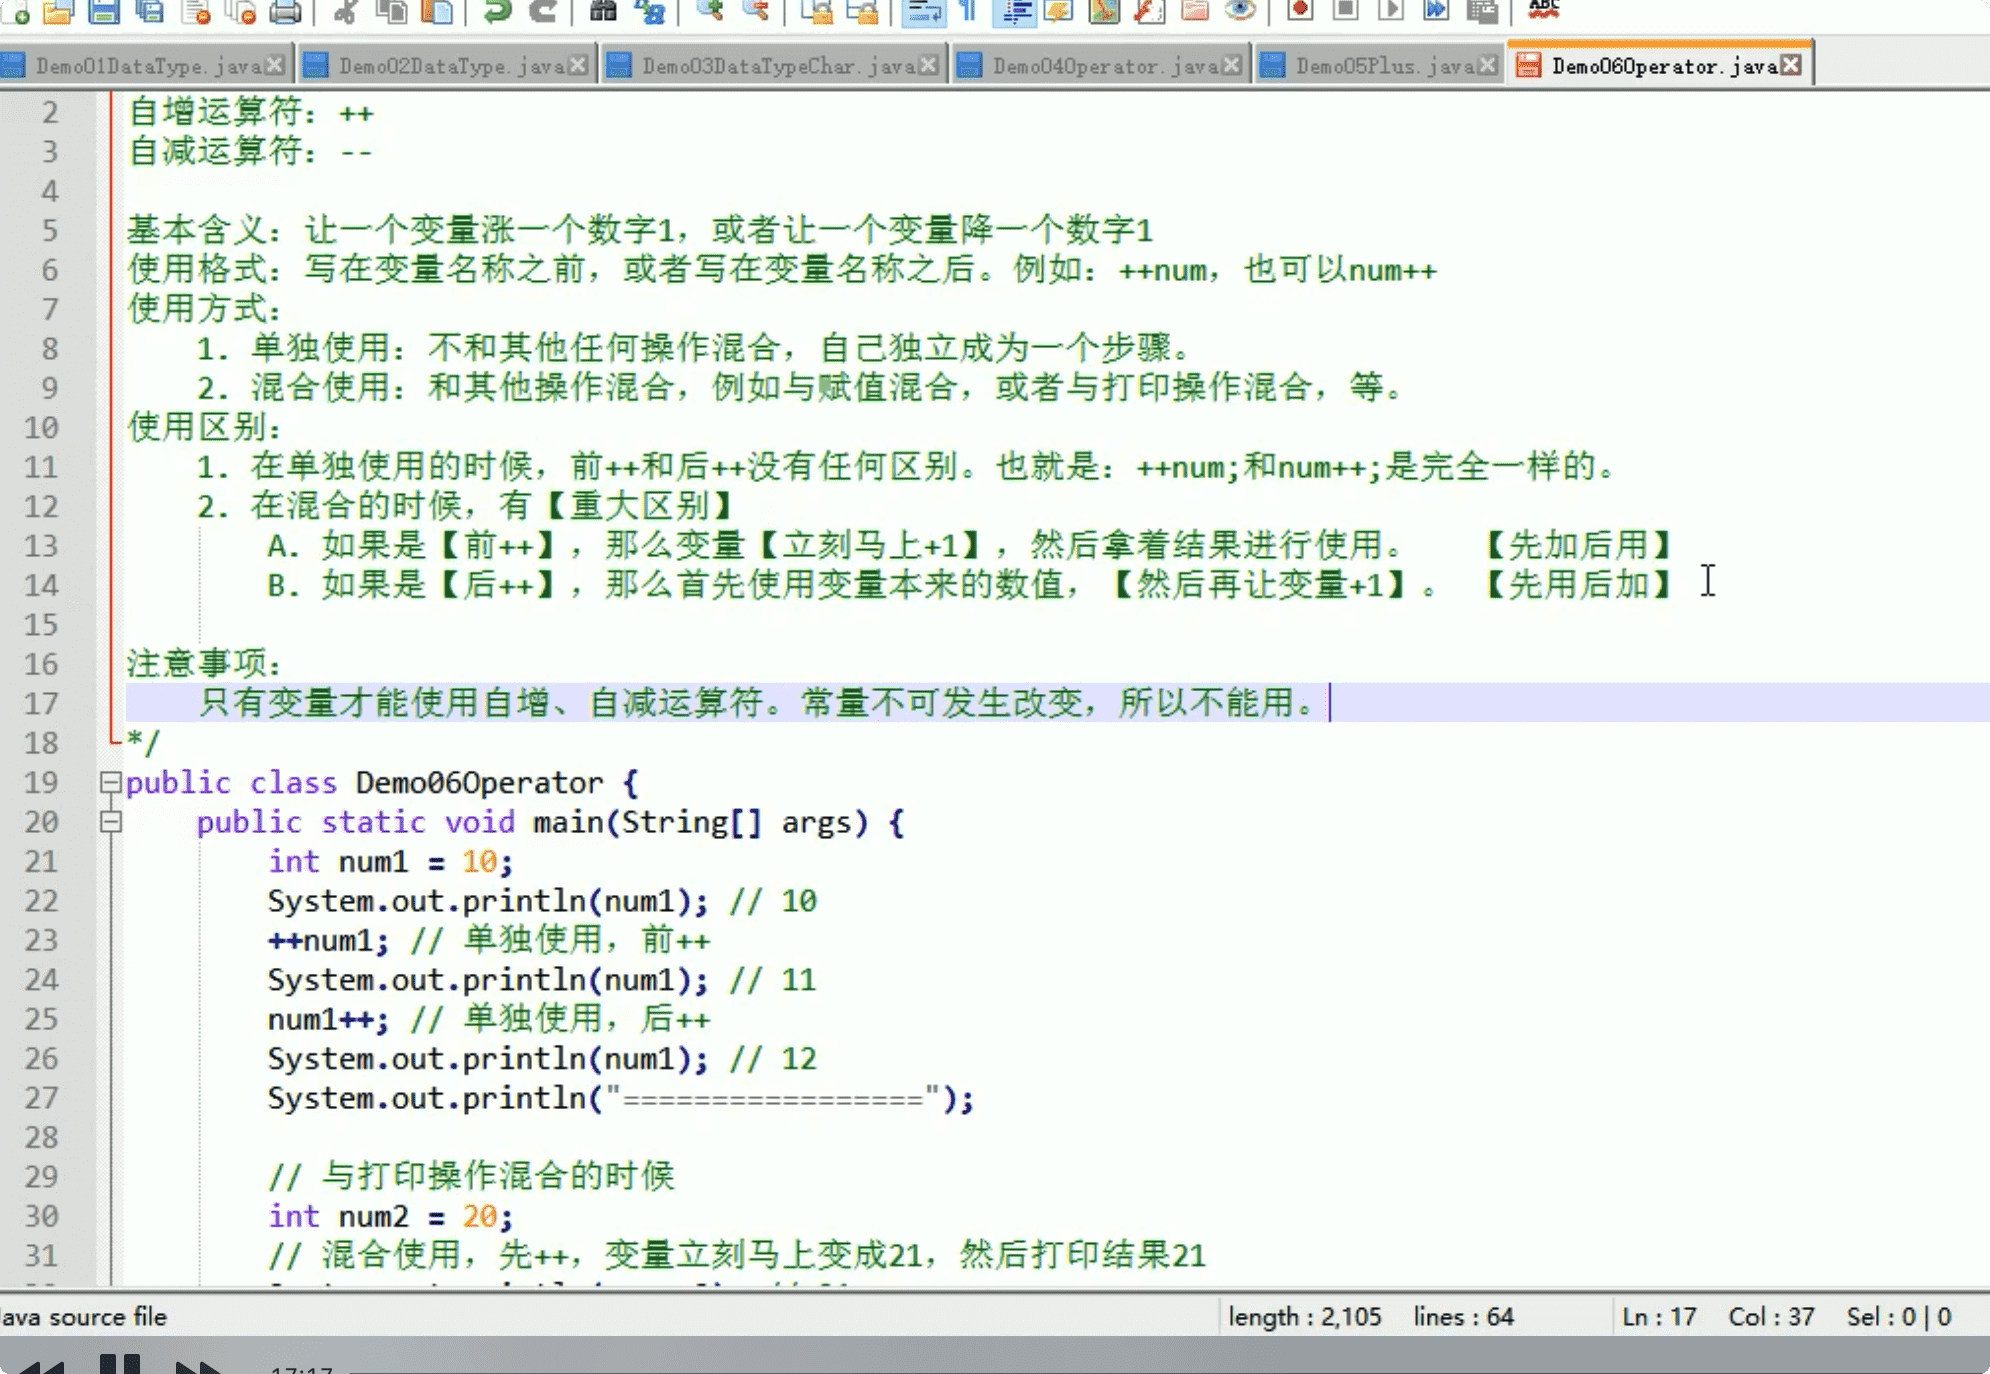 ABC
Demo01DataType.java Demo02DataType.java Demo03DataTypeChar.java Demo04Operator.java Demo05Plus.java Demo06Operator.java
2 自增运算符：++
3 自减运算符：--
4
5 基本含义：让一个变量涨一个数字1，或者让一个变量降一个数字1
6 使用格式：写在变量名称之前，或者写在变量名称之后。例如：++num，也可以num++
7 使用方式：
8 1. 单独使用：不和其他任何操作混合，自己独立成为一个步骤。
9 2. 混合使用：和其他操作混合，例如与赋值混合，或者与打印操作混合，等。
10 使用区别：
11 1. 在单独使用的时候，前++和后++没有任何区别。也就是：++num;和num++;是完全一样的。
12 2. 在混合的时候，有【重大区别】
13 A. 如果是【前++】，那么变量【立刻马上+1】，然后拿着结果进行使用。 【先加后用】
14 B. 如果是【后++】，那么首先使用变量本来的数值，【然后再让变量+1】。 【先用后加】
15
16 注意事项：
17 只有变量才能使用自增、自减运算符。常量不可发生改变，所以不能用。
18 */
19 public class Demo06Operator {
20 public static void main(String[] args) {
21 int num1 = 10;
22 System.out.println(num1); // 10
23 ++num1; // 单独使用，前++
24 System.out.println(num1); // 11
25 num1++; // 单独使用，后++
26 System.out.println(num1); // 12
27 System.out.println("=================");
28
29 // 与打印操作混合的时候
30 int num2 = 20;
31 // 混合使用，先++，变量立刻马上变成21，然后打印结果21
Java source file length : 2,105 lines : 64 Ln : 17 Col : 37 Sel : 0 | 0
17:17